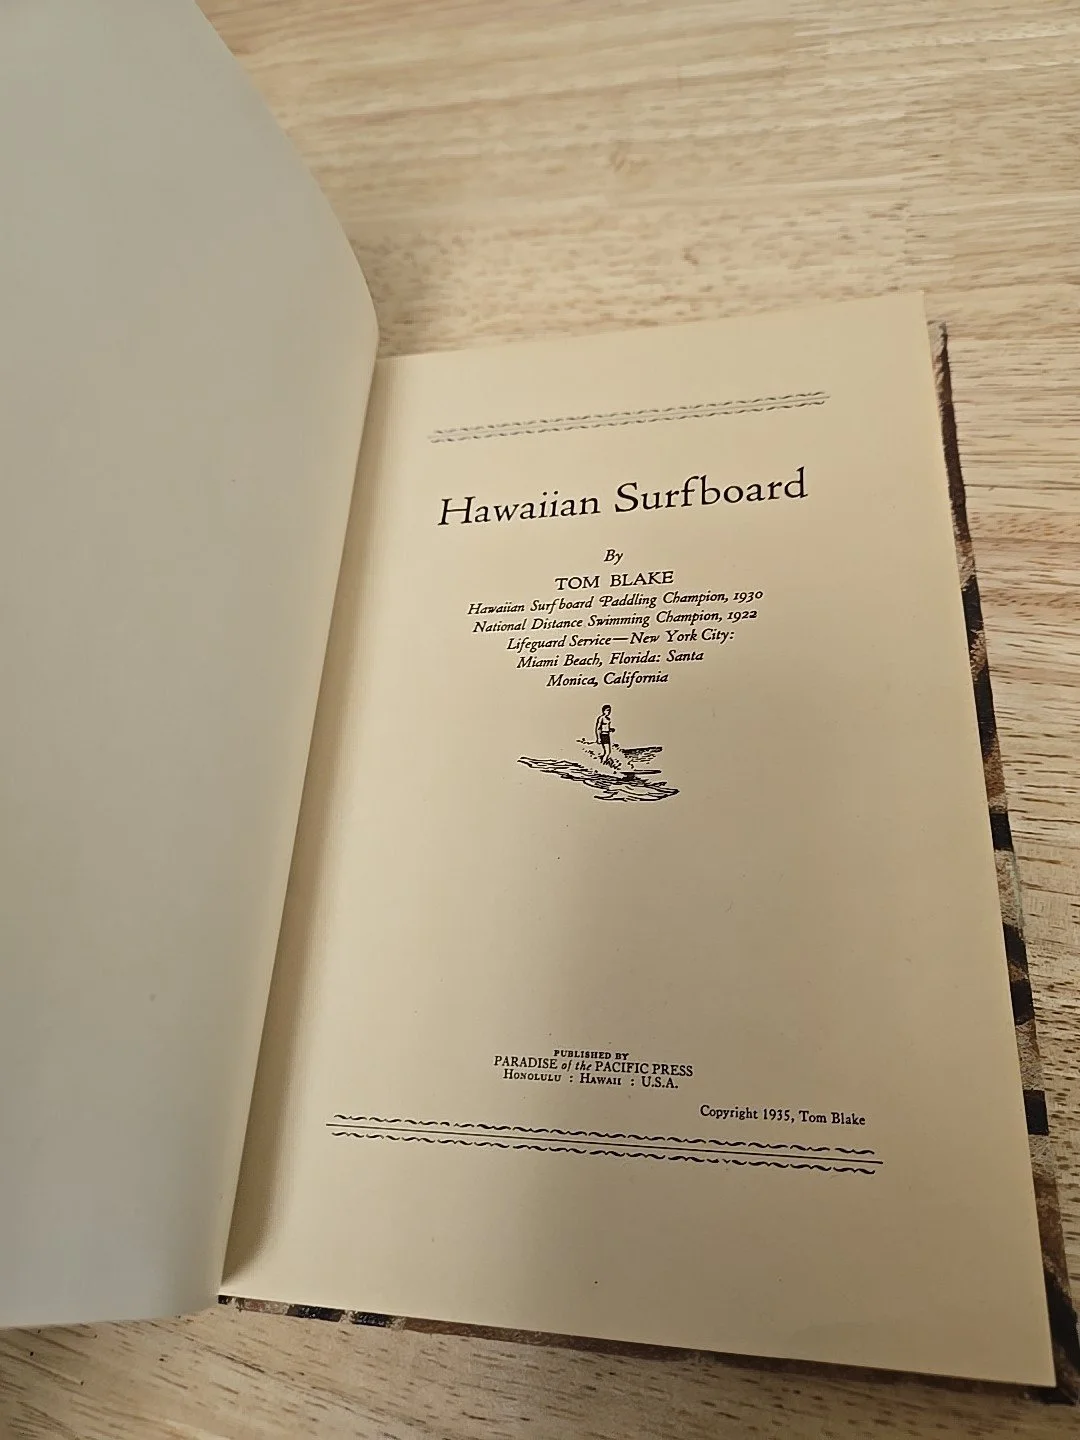 Hawaiian Surfboard
By
TOM BLAKE
Hawaiian Surfboard Paddling Champion, 1930
National Distance Swimming Champion, 1922
Lifeguard Service—New York City:
Miami Beach, Florida: Santa
Monica, California
PUBLISHED BY
PARADISE of the PACIFIC PRESS
HONOLULU : HAWAII : U.S.A.
Copyright 1935, Tom Blake